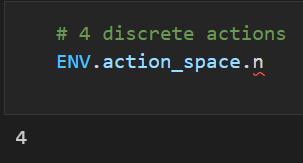 # 4 discrete actions
ENV.action_space.n
4